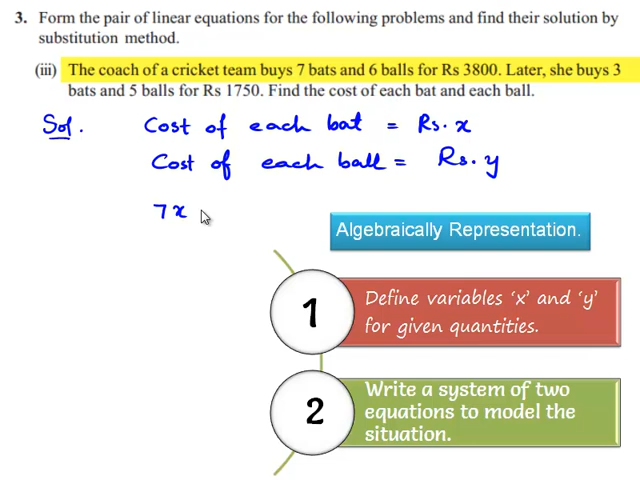 3. Form the pair of linear equations for the following problems and find their solution by
substitution method.
(iii) The coach of a cricket team buys 7 bats and 6 balls for Rs 3800. Later, she buys 3
bats and 5 balls for Rs 1750. Find the cost of each bat and each ball.
Sol. Cost of each bat = Rs. x
Cost of each ball = Rs. y
7x
Algebraically Representation.
1
Define variables ‘x’ and ‘y’
for given quantities.
2
Write a system of two
equations to model the
situation.